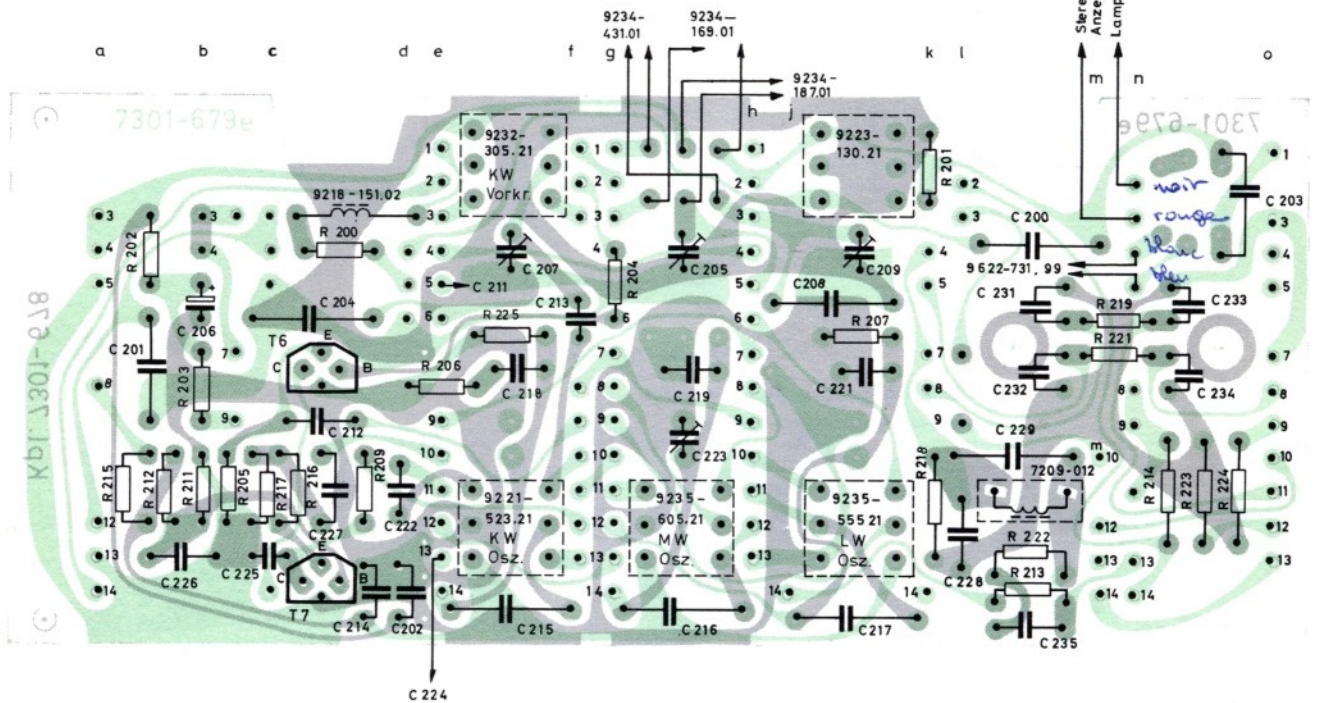 9234-
431.01
9234—
169.01
Stereo
Anze
Lamp
a b c d e f g h j k l m n o
9234-
187.01
7301-679e
7301-679e
9232-
305.21
KW
Vorkr.
9223-
130.21
R 201
C 203
9218-151.02
R 200
R 202
C 207
R 204
C 205
C 209
C 200
noir
rouge
blanc
bleu
9622-731.99
C 211
C 213
C 208
C 231
R 219
C 233
C 206
C 204
R 225
R 207
R 221
T6
E
C
B
C 201
R 203
R 206
C 218
C 219
C 221
C 232
C 234
C 212
C 223
C 229
Kpl. 7301-678
R 215
R 212
R 211
R 205
R 217
R 216
C 227
R 209
C 222
9221-
523.21
KW
Osz.
9235-
605.21
MW
Osz.
9235-
555 21
LW
Osz.
R 218
7209-012
R 214
R 223
R 224
C 226
C 225
E
C
B
T7
C 214
C 202
C 228
R 222
R 213
C 215
C 216
C 217
C 235
C 224